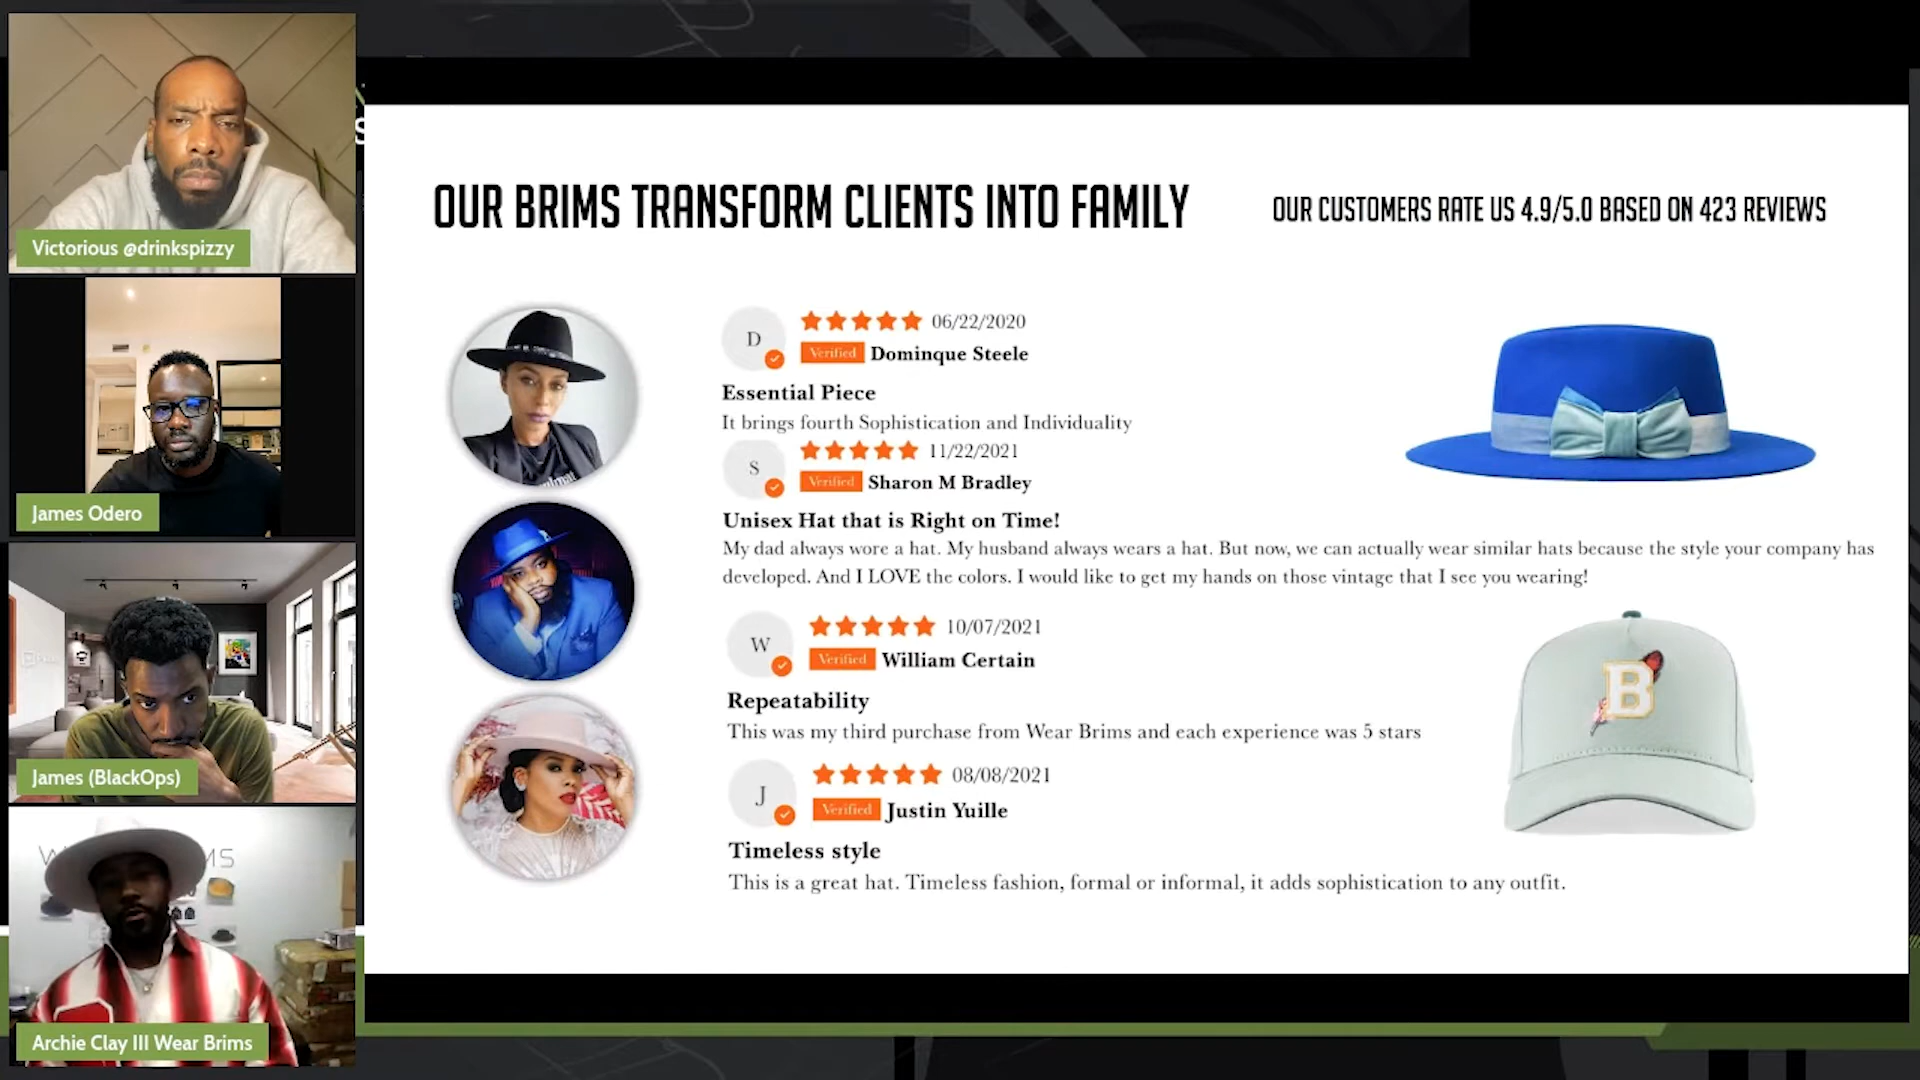 Victorious @drinkspizzy
James Odero
James (BlackOps)
Archie Clay III Wear Brims
OUR BRIMS TRANSFORM CLIENTS INTO FAMILY
OUR CUSTOMERS RATE US 4.9/5.0 BASED ON 423 REVIEWS
D
06/22/2020
Verified Dominque Steele
Essential Piece
It brings fourth Sophistication and Individuality
S
11/22/2021
Verified Sharon M Bradley
Unisex Hat that is Right on Time!
My dad always wore a hat. My husband always wears a hat. But now, we can actually wear similar hats because the style your company has
developed. And I LOVE the colors. I would like to get my hands on those vintage that I see you wearing!
W
10/07/2021
Verified William Certain
Repeatability
This was my third purchase from Wear Brims and each experience was 5 stars
J
08/08/2021
Verified Justin Yuille
Timeless style
This is a great hat. Timeless fashion, formal or informal, it adds sophistication to any outfit.
B